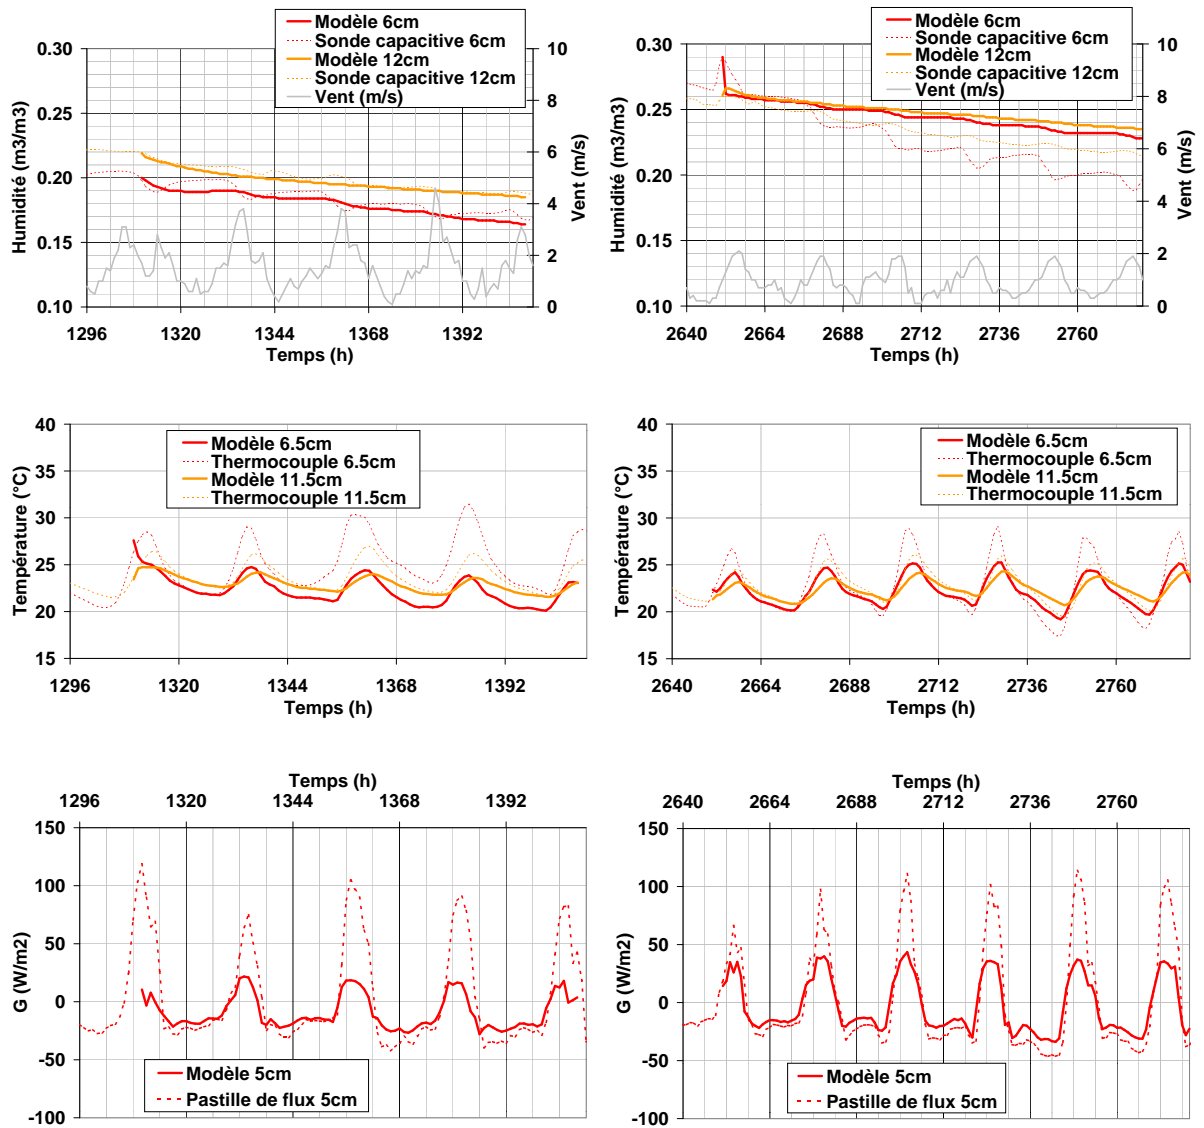 Modèle 6cm
Sonde capacitive 6cm
Modèle 12cm
Sonde capacitive 12cm
Vent (m/s)
0.30
0.25
0.20
0.15
0.10
Humidité (m3/m3)
10
8
6
4
2
0
Vent (m/s)
1296 1320 1344 1368 1392
Temps (h)
Modèle 6cm
Sonde capacitive 6cm
Modèle 12cm
Sonde capacitive 12cm
Vent (m/s)
0.30
0.25
0.20
0.15
0.10
Humidité (m3/m3)
10
8
6
4
2
0
Vent (m/s)
2640 2664 2688 2712 2736 2760
Temps (h)
40
35
30
25
20
15
Température (°C)
Modèle 6.5cm
Thermocouple 6.5cm
Modèle 11.5cm
Thermocouple 11.5cm
1296 1320 1344 1368 1392
Temps (h)
40
35
30
25
20
15
Température (°C)
Modèle 6.5cm
Thermocouple 6.5cm
Modèle 11.5cm
Thermocouple 11.5cm
2640 2664 2688 2712 2736 2760
Temps (h)
Temps (h)
1296 1320 1344 1368 1392
150
100
50
0
-50
-100
G (W/m2)
Modèle 5cm
Pastille de flux 5cm
Temps (h)
2640 2664 2688 2712 2736 2760
150
100
50
0
-50
-100
G (W/m2)
Modèle 5cm
Pastille de flux 5cm